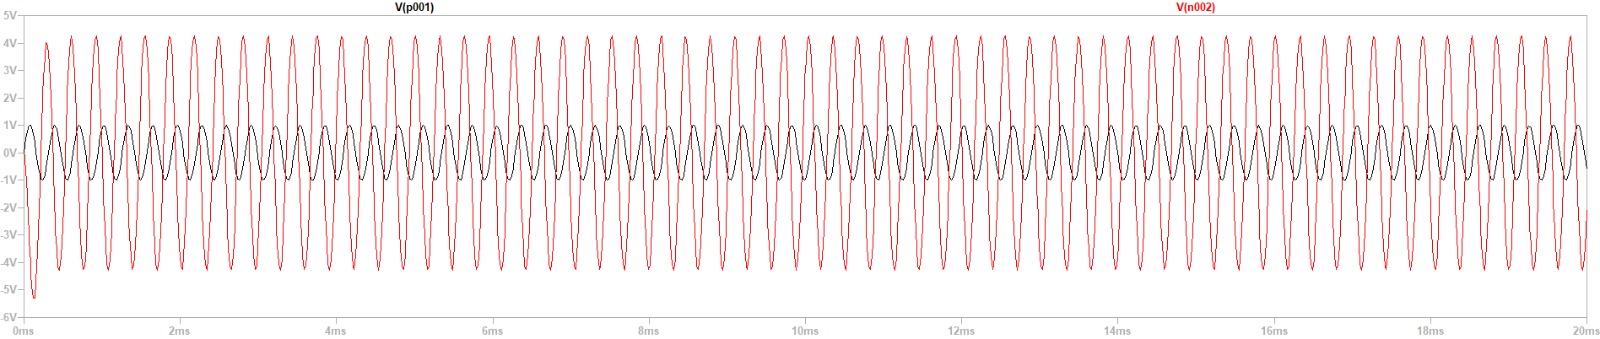 V(p001) V(n002)
5V
4V
3V
2V
1V
0V
-1V
-2V
-3V
-4V
-5V
-6V
0ms 2ms 4ms 6ms 8ms 10ms 12ms 14ms 16ms 18ms 20ms